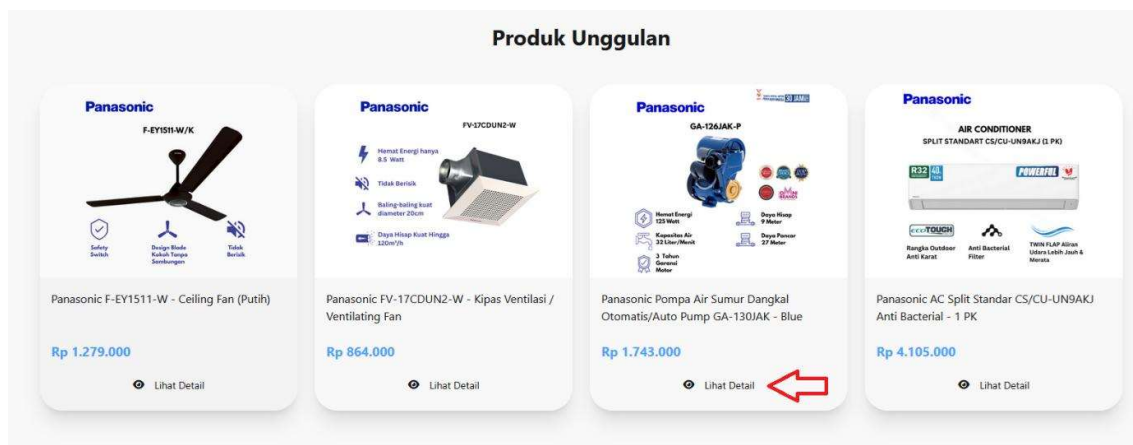 Produk Unggulan
Panasonic
F-EY1511-W/K
Safety
Switch
Design Blade
Kokoh Tanpa
Sambungan
Tidak
Berisik
Panasonic F-EY1511-W - Ceiling Fan (Putih)
Rp 1.279.000
Lihat Detail
Panasonic
FV-17CDUN2-W
Hemat Energi hanya
8.5 Watt
Tidak Berisik
Baling-baling kuat
diameter 20cm
Daya Hisap Kuat Hingga
120m³/h
Panasonic FV-17CDUN2-W - Kipas Ventilasi /
Ventilating Fan
Rp 864.000
Lihat Detail
Panasonic
GA-126JAK-P
Hemat Energi
125 Watt
Daya Hisap
9 Meter
Kapasitas Air
32 Liter/Menit
Daya Pancar
27 Meter
3 Tahun
Garansi
Motor
Panasonic Pompa Air Sumur Dangkal
Otomatis/Auto Pump GA-130JAK - Blue
Rp 1.743.000
Lihat Detail
Panasonic
AIR CONDITIONER
SPLIT STANDART CS/CU-UN9AKJ (1 PK)
R32
POWERFUL
ecoTOUGH
Rangka Outdoor
Anti Karat
Anti Bacterial
Filter
TWIN FLAP Aliran
Udara Lebih Jauh &
Merata
Panasonic AC Split Standar CS/CU-UN9AKJ
Anti Bacterial - 1 PK
Rp 4.105.000
Lihat Detail